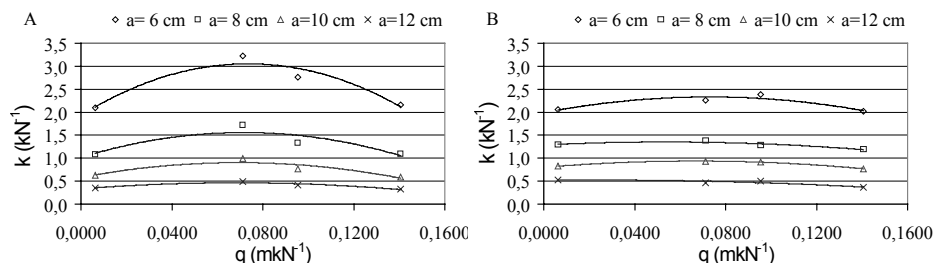 A
a= 6 cm a= 8 cm a=10 cm a=12 cm
k (kN-1)
3,5
3,0
2,5
2,0
1,5
1,0
0,5
0,0
0,0000 0,0400 0,0800 0,1200 0,1600
q (mkN-1)
B
a= 6 cm a= 8 cm a=10 cm a=12 cm
k (kN-1)
3,5
3,0
2,5
2,0
1,5
1,0
0,5
0,0
0,0000 0,0400 0,0800 0,1200 0,1600
q (mkN-1)